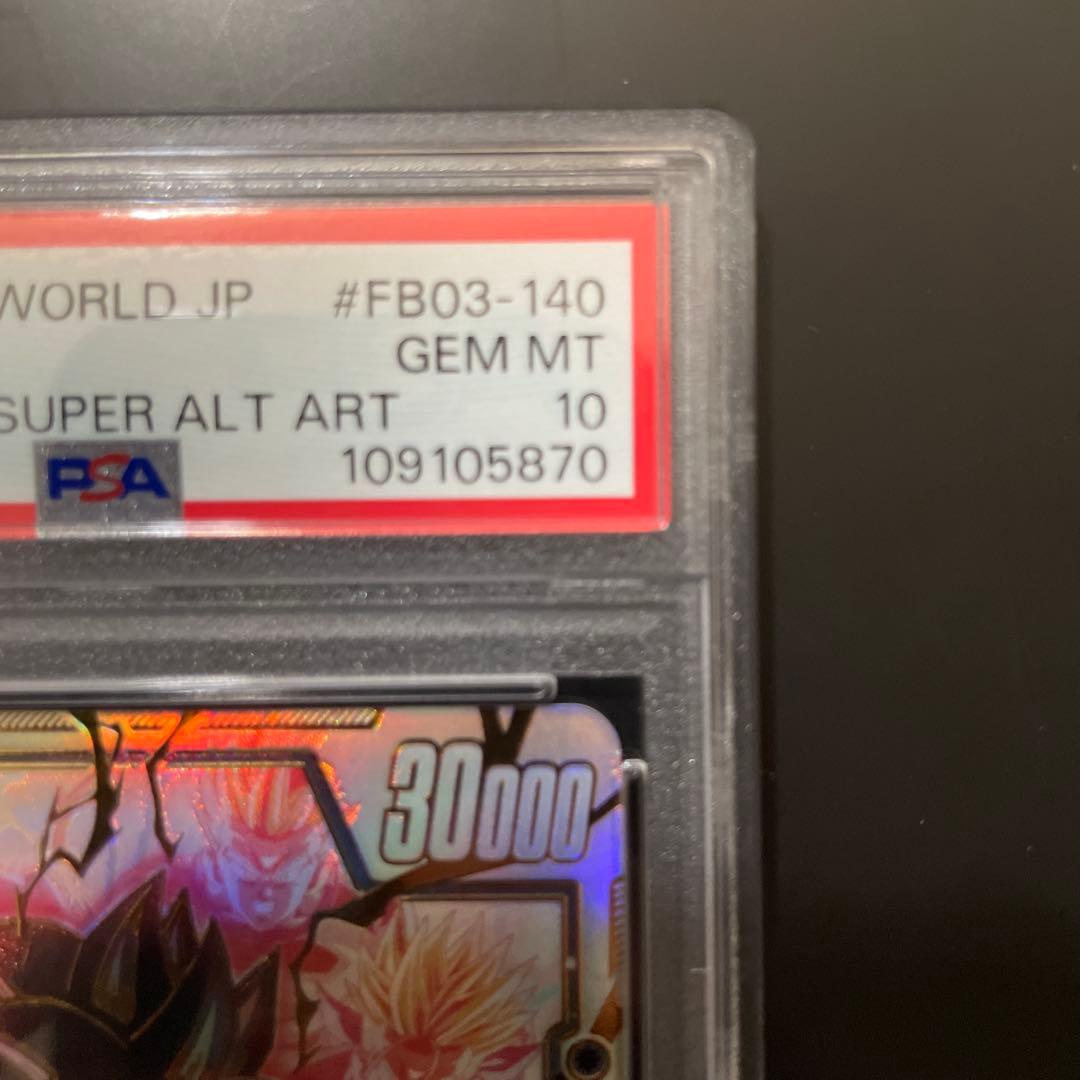 WORLD JP #FB03-140
GEM MT
SUPER ALT ART 10
PSA 109105870
30000